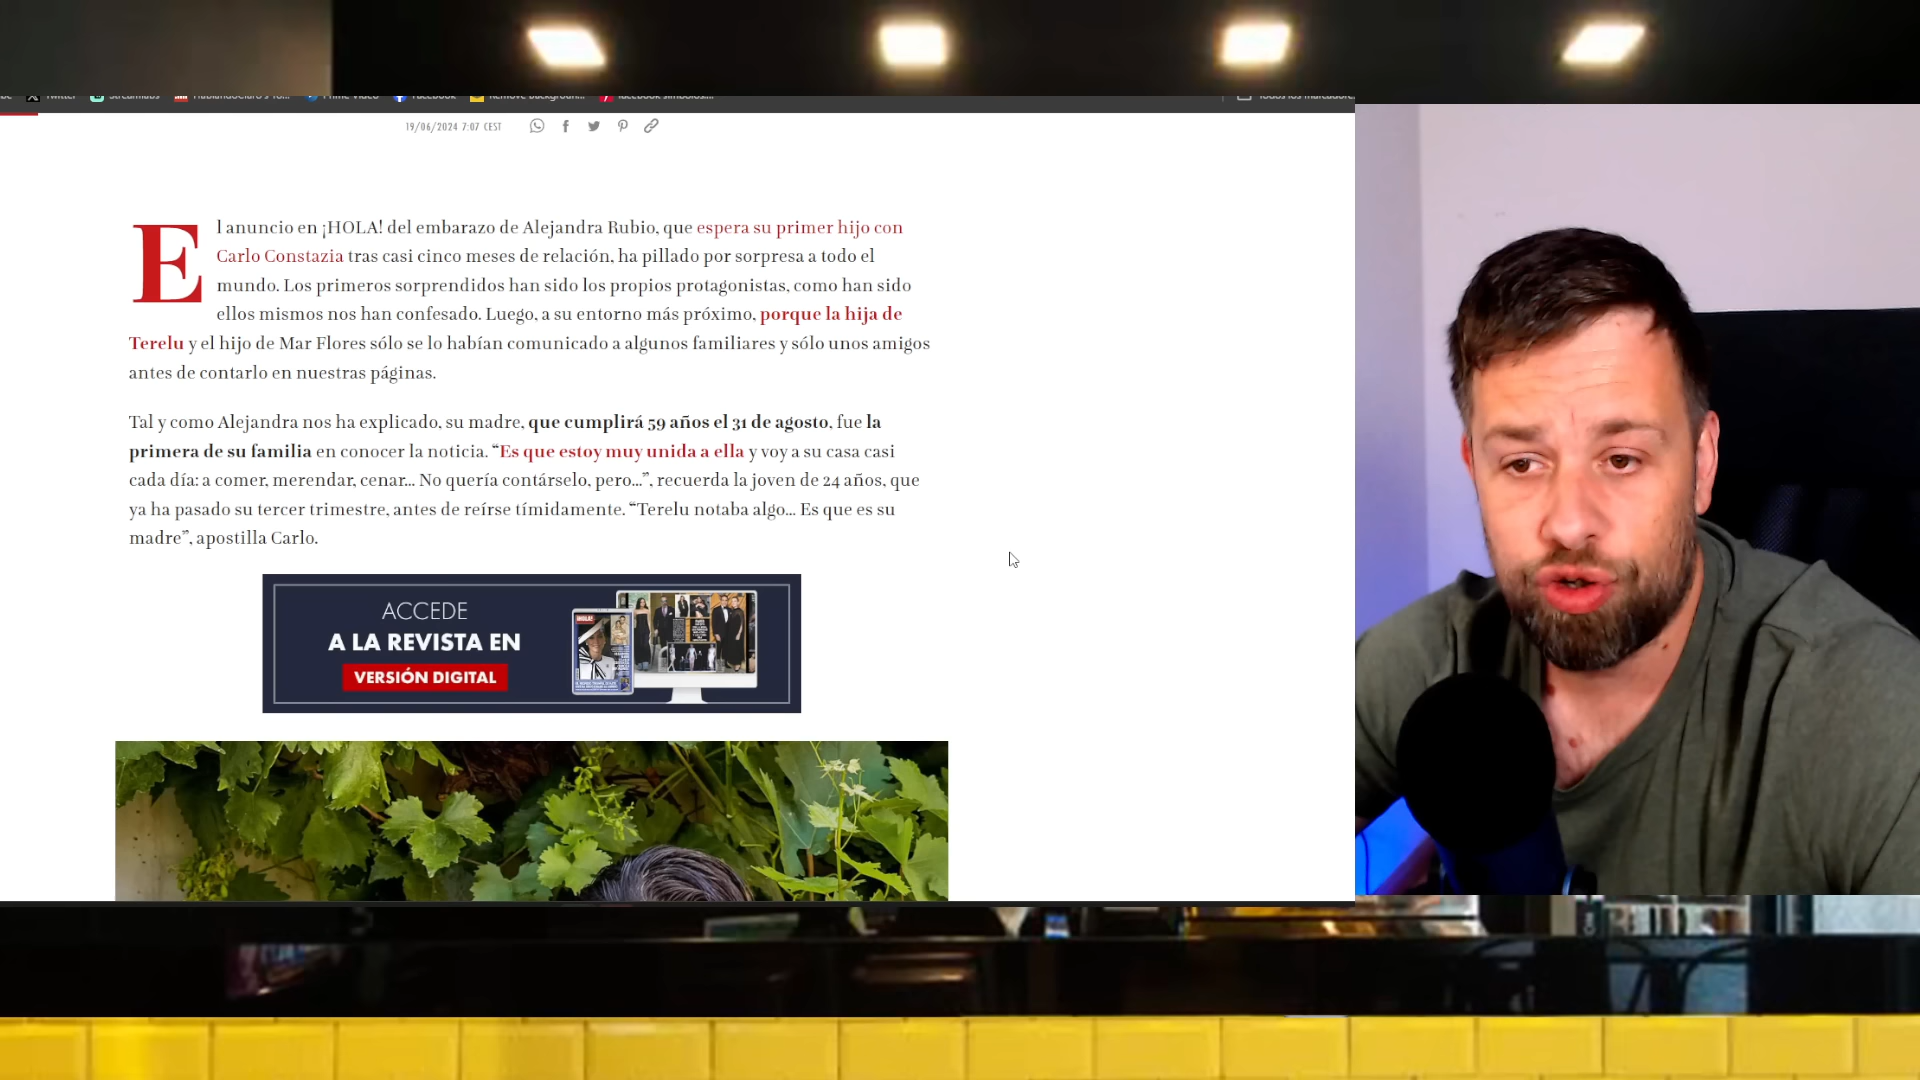 19/06/2024 7:07 CEST
El anuncio en ¡HOLA! del embarazo de Alejandra Rubio, que espera su primer hijo con
Carlo Constazia tras casi cinco meses de relación, ha pillado por sorpresa a todo el
mundo. Los primeros sorprendidos han sido los propios protagonistas, como han sido
ellos mismos nos han confesado. Luego, a su entorno más próximo, porque la hija de
Terelu y el hijo de Mar Flores sólo se lo habían comunicado a algunos familiares y sólo unos amigos
antes de contarlo en nuestras páginas.
Tal y como Alejandra nos ha explicado, su madre, que cumplirá 59 años el 31 de agosto, fue la
primera de su familia en conocer la noticia. “Es que estoy muy unida a ella y voy a su casa casi
cada día: a comer, merendar, cenar... No quería contárselo, pero...”, recuerda la joven de 24 años, que
ya ha pasado su tercer trimestre, antes de reírse tímidamente. “Terelu notaba algo... Es que es su
madre”, apostilla Carlo.
ACCEDE
A LA REVISTA EN
VERSIÓN DIGITAL
¡HOLA!